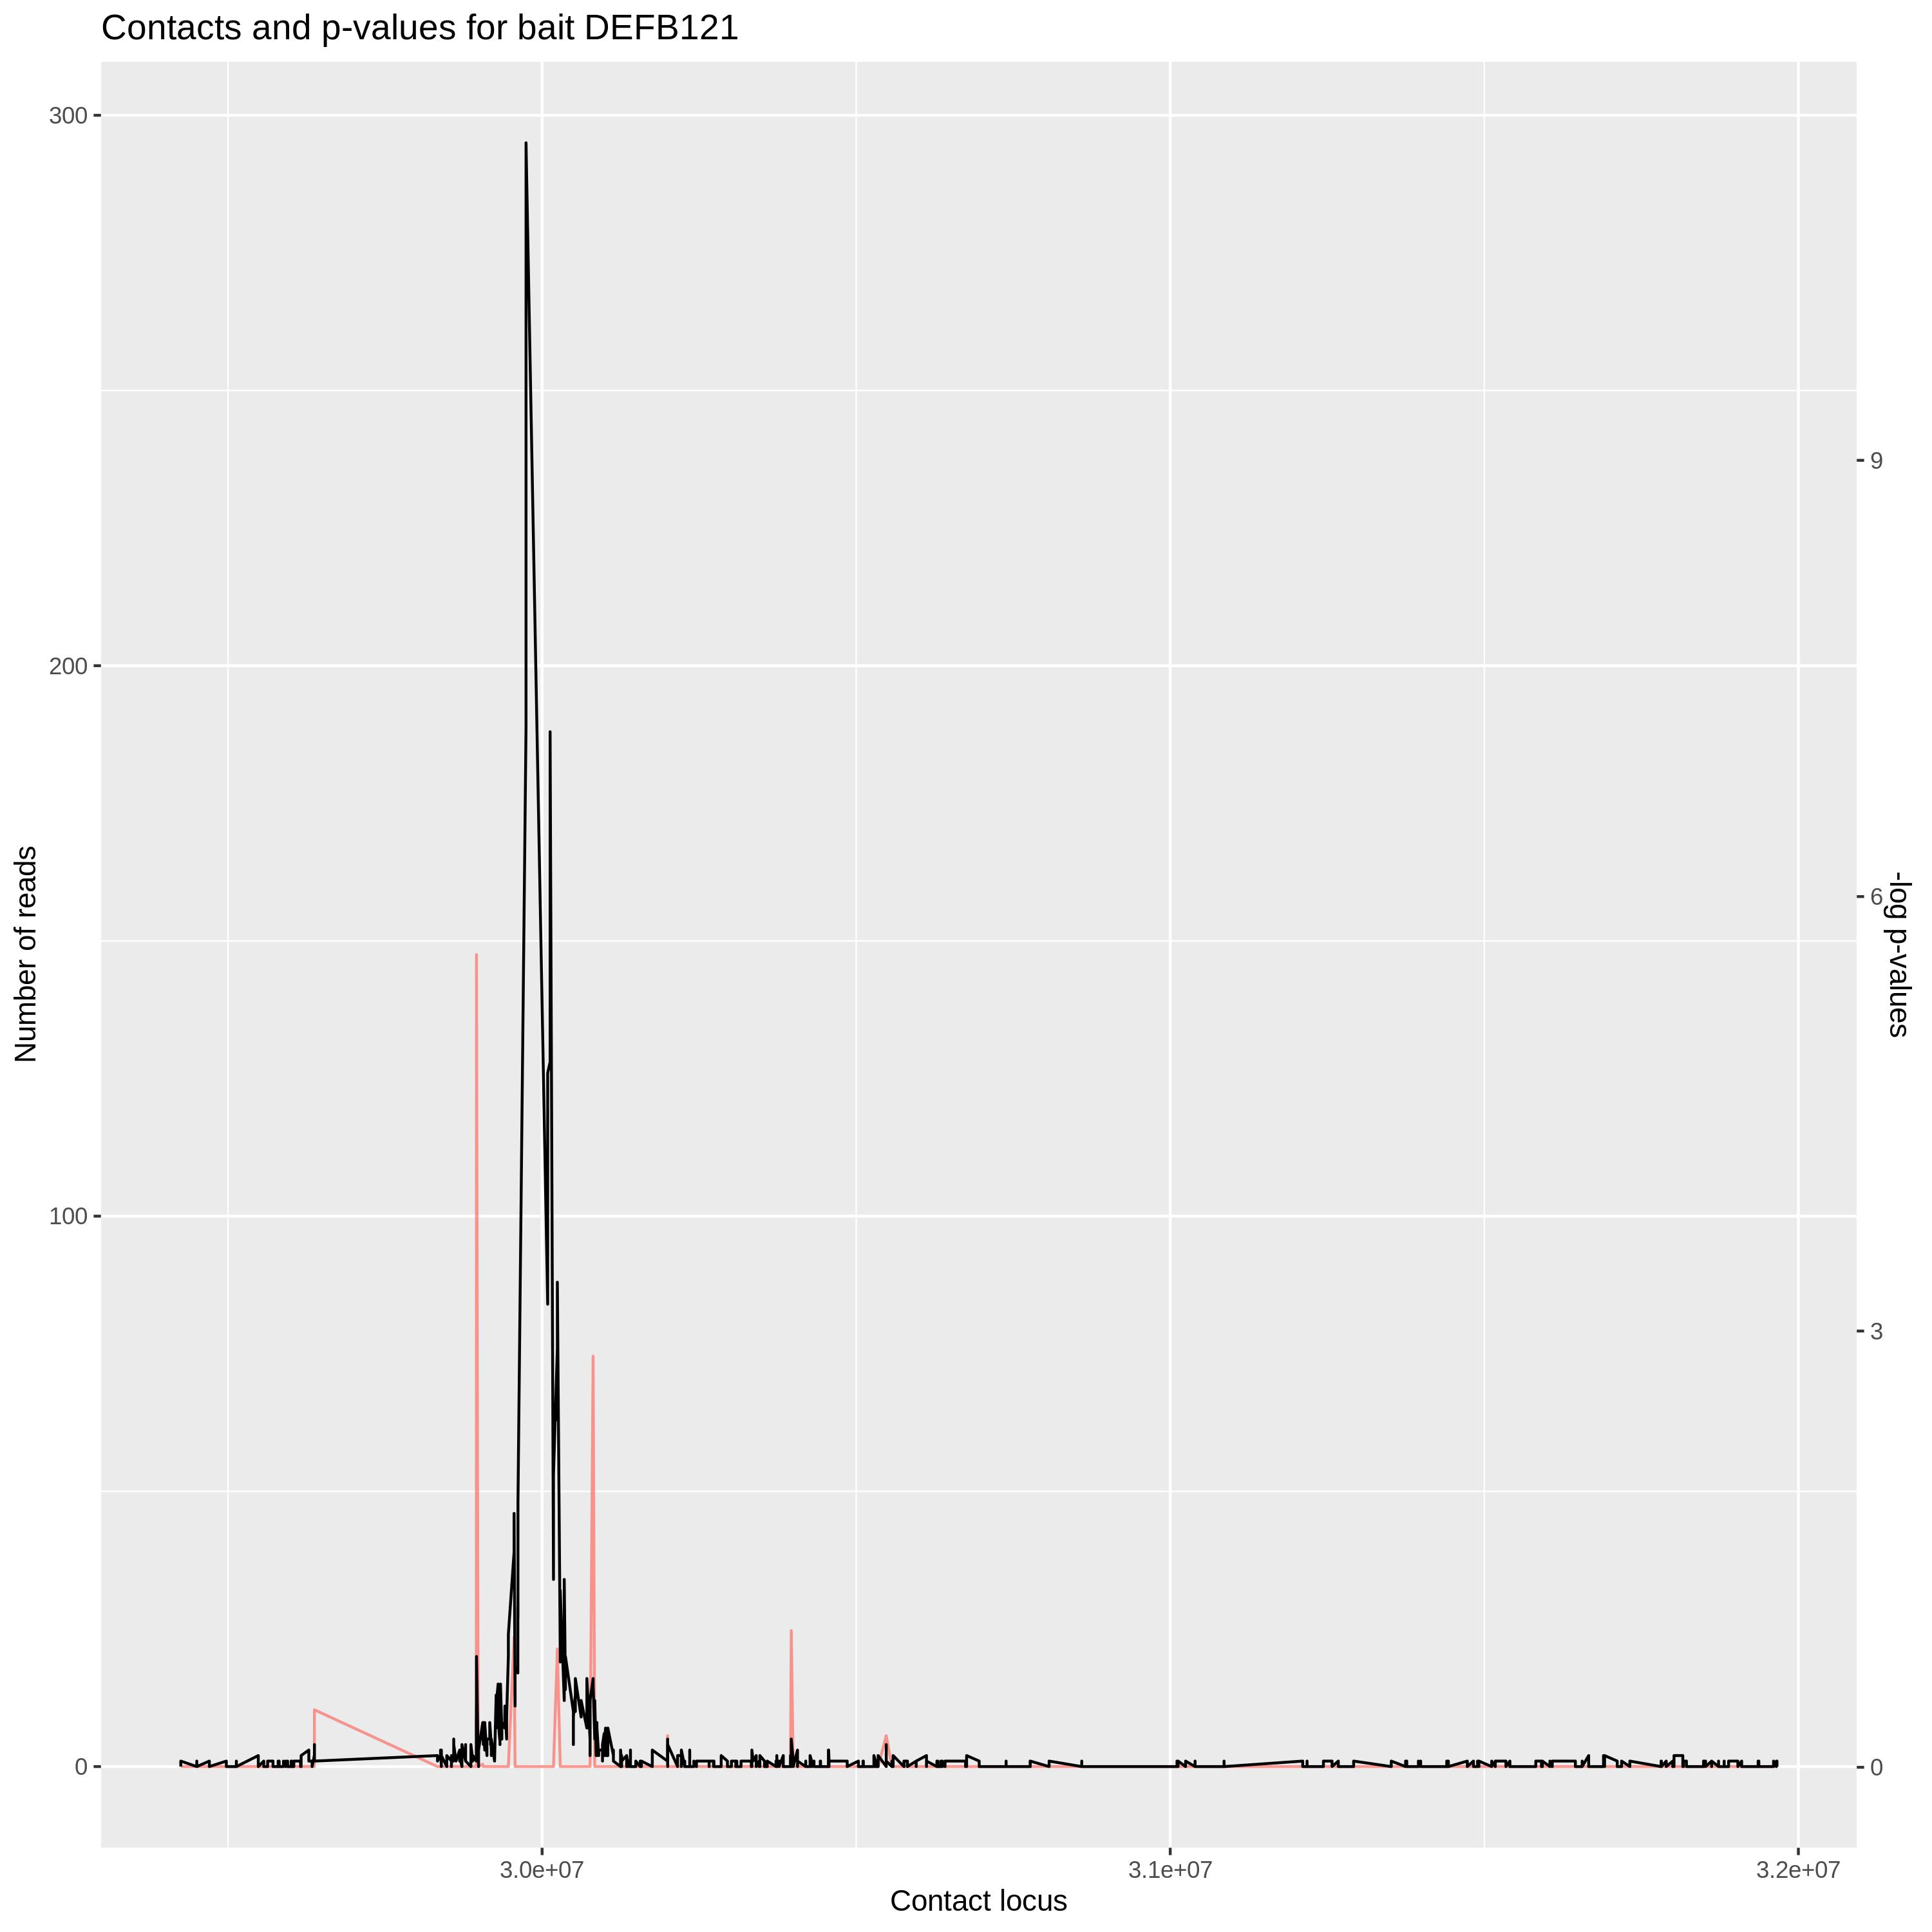 Contacts and p-values for bait DEFB121
300
200
100
0
Number of reads
9
6
3
0
-log p-values
3.0e+07
3.1e+07
3.2e+07
Contact locus